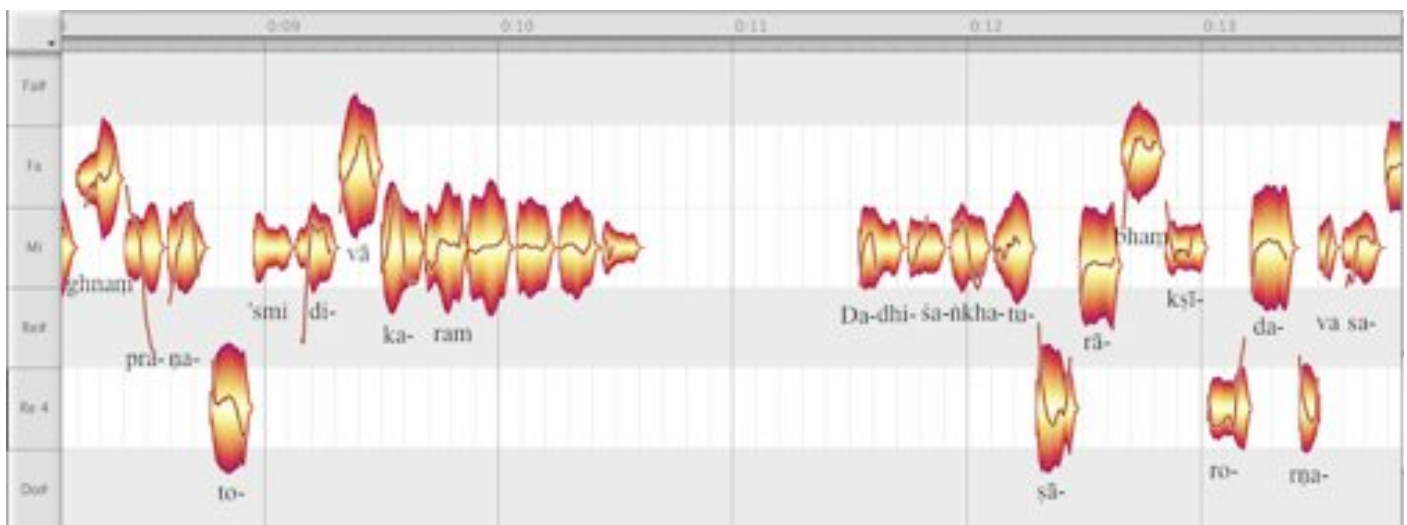 0:09 0:10 0:11 0:12 0:13
Fa#
Fa
Mi
Re#
Re 4
Do#
ghnaṃ pra- ṇa- to- 'smi di- vā ka- ram Da-dhi- śa-ṅkha-tu- ṣā- rā- bhaṃ kṣī- ro- da- rṇa- va sa-